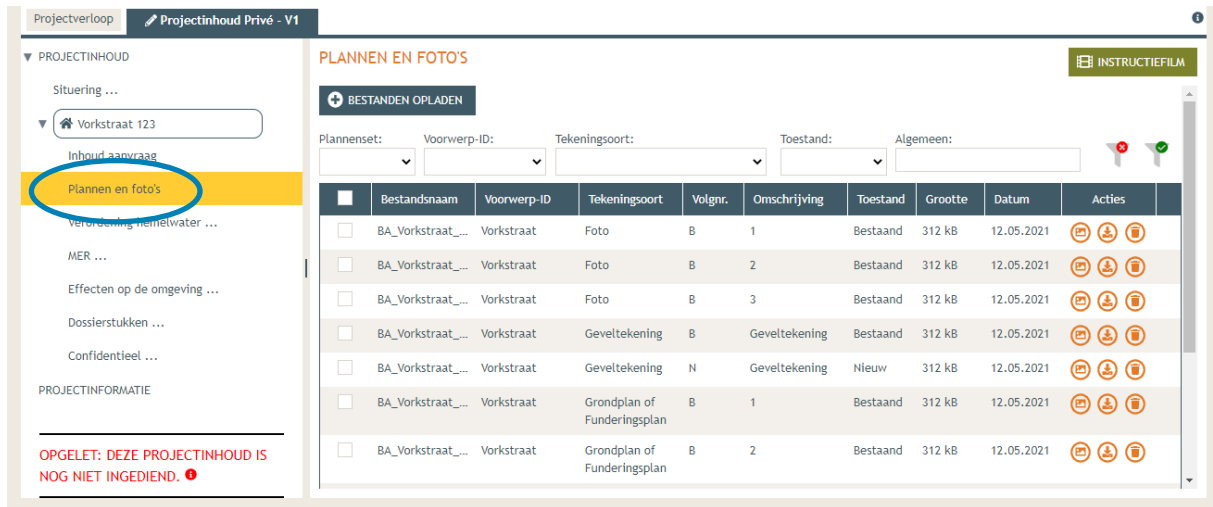 Projectverloop
Projectinhoud Privé - V1
PROJECTINHOUD
Situering ...
Vorkstraat 123
Inhoud aanvraag
Plannen en foto's
Verordening hemelwater ...
MER ...
Effecten op de omgeving ...
Dossierstukken ...
Confidentieel ...
PROJECTINFORMATIE
OPGELET: DEZE PROJECTINHOUD IS
NOG NIET INGEDIEND.
PLANNEN EN FOTO'S
INSTRUCTIEFILM
BESTANDEN OPLADEN
Plannenset: Voorwerp-ID: Tekeningsoort: Toestand: Algemeen:
Bestandsnaam Voorwerp-ID Tekeningsoort Volgnr. Omschrijving Toestand Grootte Datum Acties
BA_Vorkstraat_... Vorkstraat Foto B 1 Bestaand 312 kB 12.05.2021
BA_Vorkstraat_... Vorkstraat Foto B 2 Bestaand 312 kB 12.05.2021
BA_Vorkstraat_... Vorkstraat Foto B 3 Bestaand 312 kB 12.05.2021
BA_Vorkstraat_... Vorkstraat Geveltekening B Geveltekening Bestaand 312 kB 12.05.2021
BA_Vorkstraat_... Vorkstraat Geveltekening N Geveltekening Nieuw 312 kB 12.05.2021
BA_Vorkstraat_... Vorkstraat Grondplan of B 1 Bestaand 312 kB 12.05.2021
Funderingsplan
BA_Vorkstraat_... Vorkstraat Grondplan of B 2 Bestaand 312 kB 12.05.2021
Funderingsplan